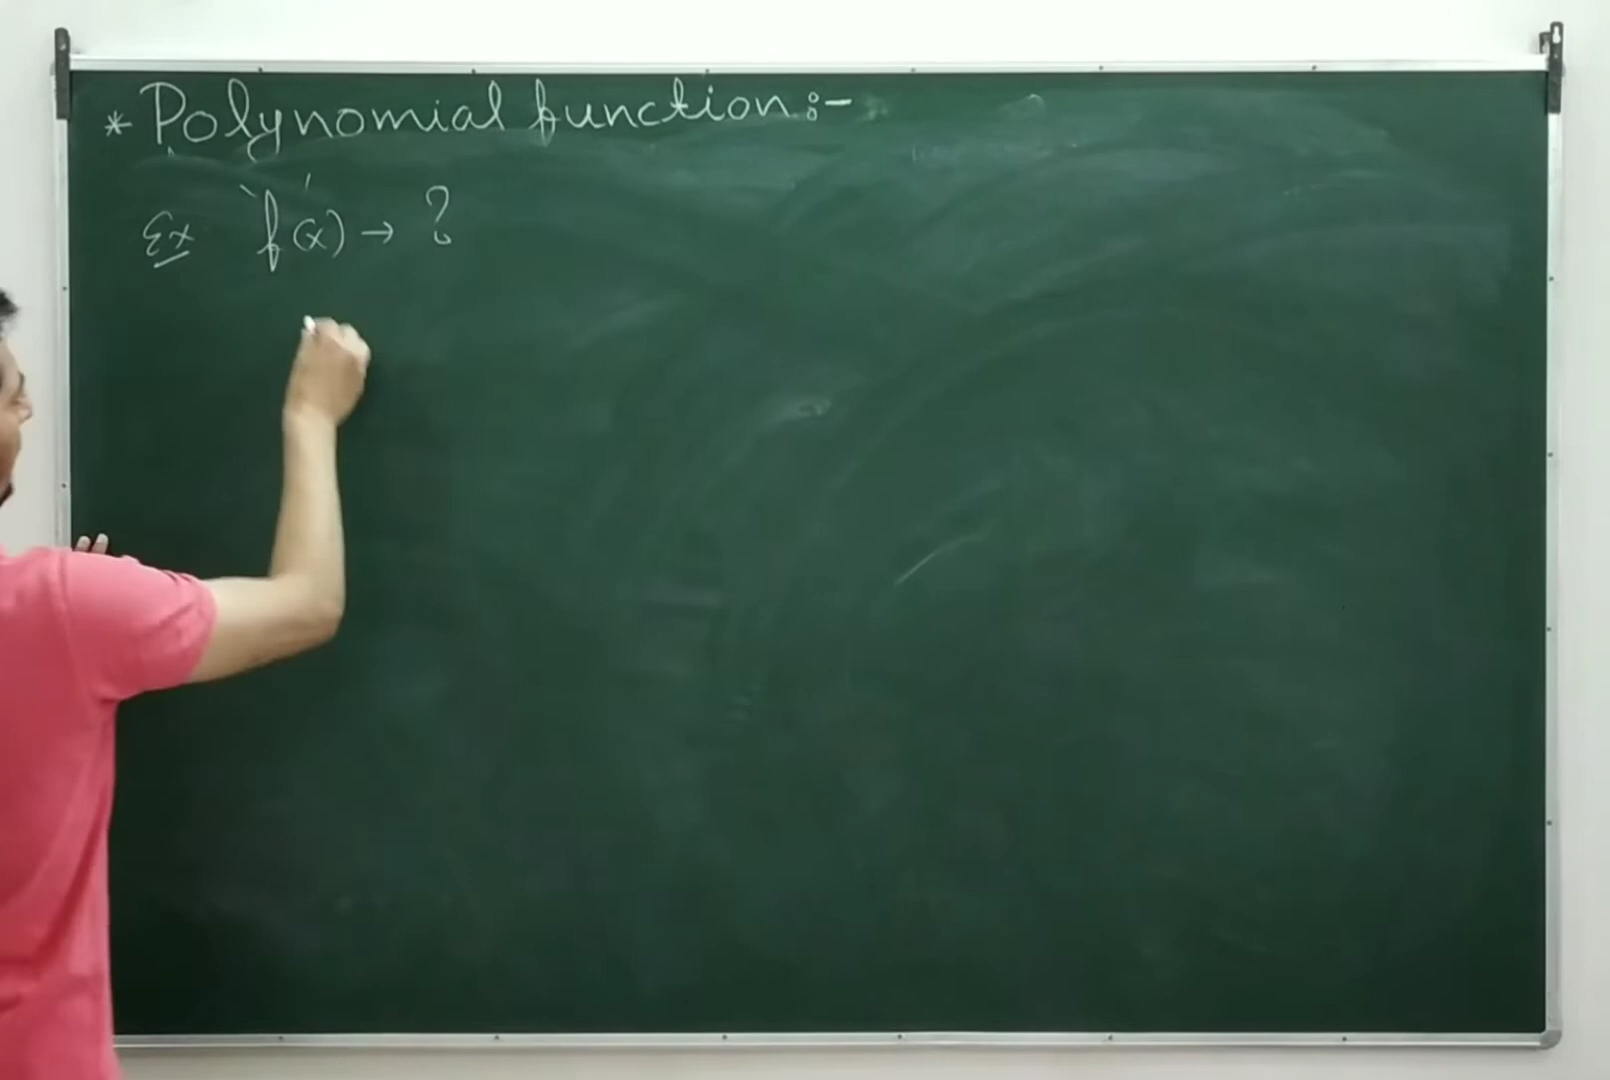 * Polynomial function :-
Ex 'f(x) → ?